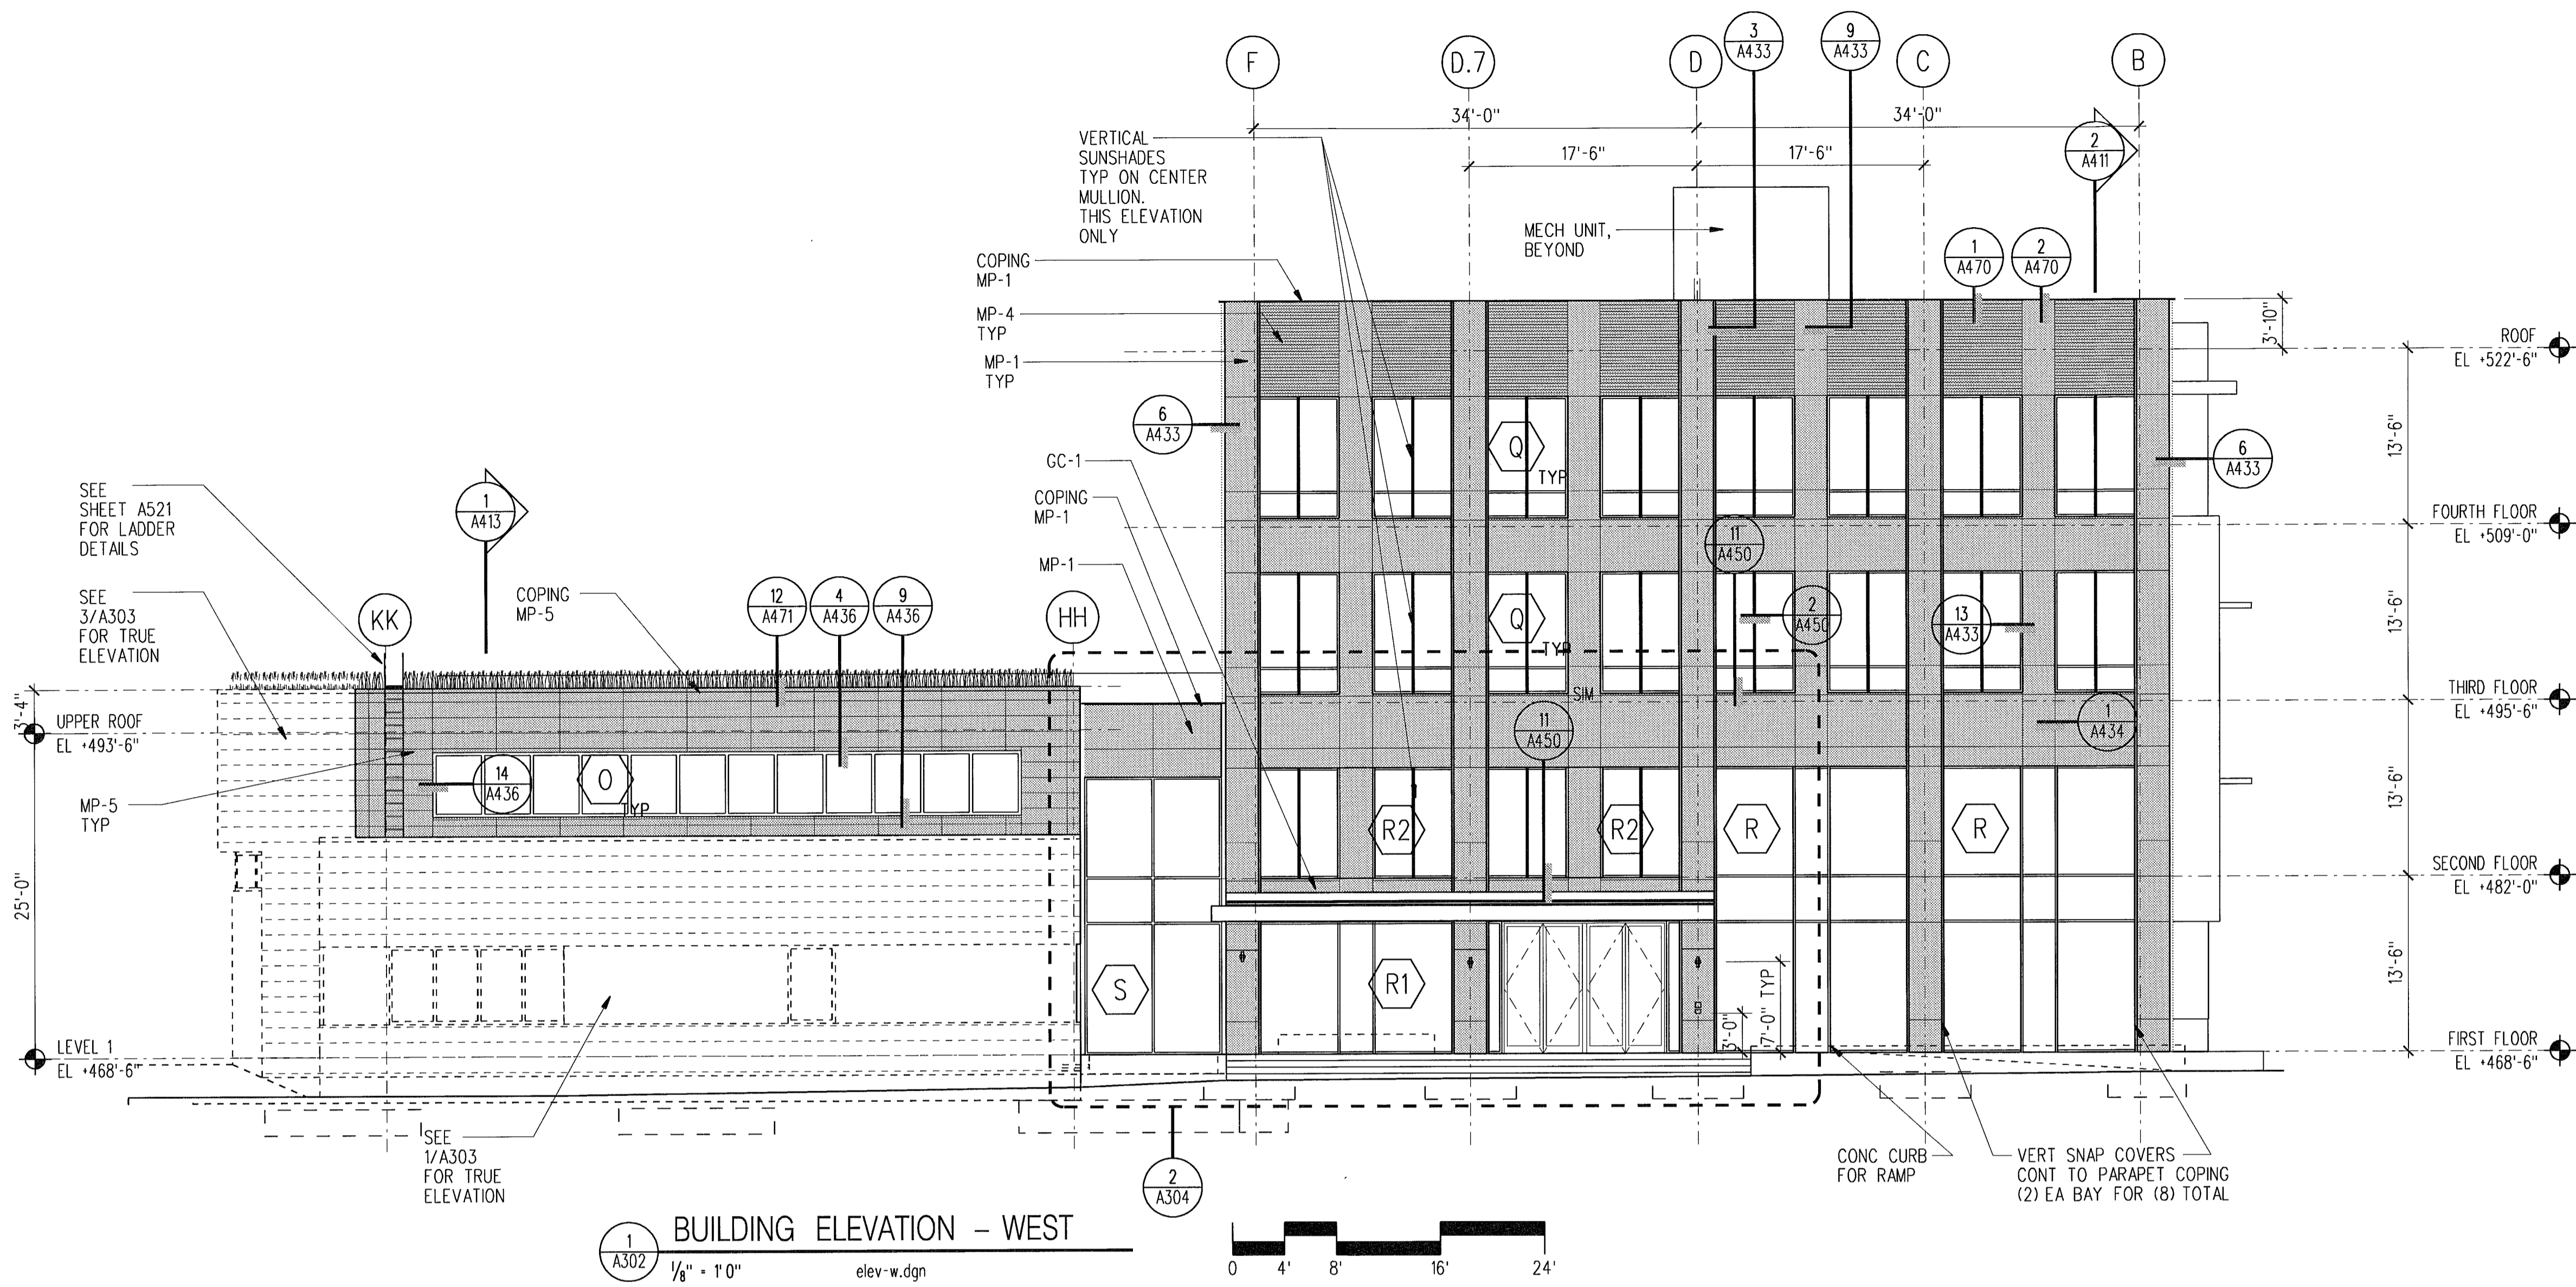 F
D.7
D
3
A433
9
A433
C
B
34'-0"
34'-0"
17'-6"
17'-6"
2
A411
VERTICAL
SUNSHADES
TYP ON CENTER
MULLION.
THIS ELEVATION
ONLY
MECH UNIT,
BEYOND
1
A470
2
A470
COPING
MP-1
MP-4
TYP
MP-1
TYP
3'-10"
ROOF
EL +522'-6"
6
A433
Q
TYP
13'-6"
6
A433
GC-1
COPING
MP-1
MP-1
FOURTH FLOOR
EL +509'-0"
11
A450
SEE
SHEET A521
FOR LADDER
DETAILS
1
A413
SEE
3/A303
FOR TRUE
ELEVATION
KK
COPING
MP-5
12
A471
4
A436
9
A436
HH
Q
TYP
2
A450
13
A433
13'-6"
3'-4"
UPPER ROOF
EL +493'-6"
SIM
11
A450
1
A434
THIRD FLOOR
EL +495'-6"
MP-5
TYP
14
A436
O
TYP
R2
R2
R
R
13'-6"
SECOND FLOOR
EL +482'-0"
25'-0"
S
R1
3'-0"
7'-0" TYP
13'-6"
LEVEL 1
EL +468'-6"
FIRST FLOOR
EL +468'-6"
SEE
1/A303
FOR TRUE
ELEVATION
2
A304
CONC CURB
FOR RAMP
VERT SNAP COVERS
CONT TO PARAPET COPING
(2) EA BAY FOR (8) TOTAL
1
A302
BUILDING ELEVATION - WEST
1/8" = 1'0"
elev-w.dgn
0 4' 8' 16' 24'